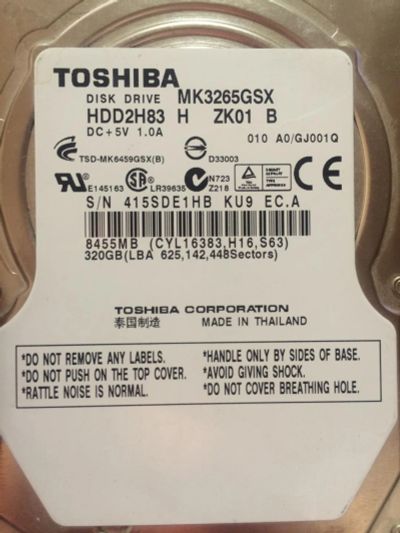 TOSHIBA
DISK DRIVE MK3265GSX
HDD2H83 H ZK01 B
DC+5V 1.0A
010 A0/GJ001Q
TSD-MK6459GSX(B) D33003
E145163 LR39635 N723
Z218
S/N 415SDE1HB KU9 EC.A
8455MB (CYL16383,H16,S63)
320GB(LBA 625,142,448Sectors)
TOSHIBA CORPORATION
泰国制造 MADE IN THAILAND
*DO NOT REMOVE ANY LABELS. *HANDLE ONLY BY SIDES OF BASE.
*DO NOT PUSH ON THE TOP COVER. *AVOID GIVING SHOCK.
*RATTLE NOISE IS NORMAL. *DO NOT COVER BREATHING HOLE.